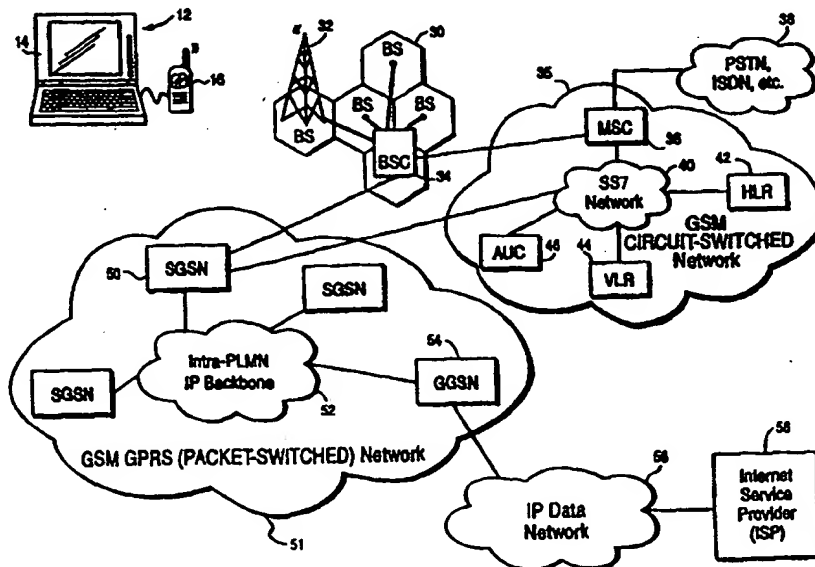 12
14
16
32
30
BS
BS
BS
BS
BSC
34
38
PSTN,
ISDN, etc.
35
MSC
36
40
42
SS7
Network
HLR
GSM
CIRCUIT-SWITCHED
Network
AUC
46
44
VLR
50
SGSN
SGSN
SGSN
Intra-PLMN
IP Backbone
52
54
GGSN
GSM GPRS (PACKET-SWITCHED) Network
51
56
IP Data
Network
58
Internet
Service
Provider
(ISP)